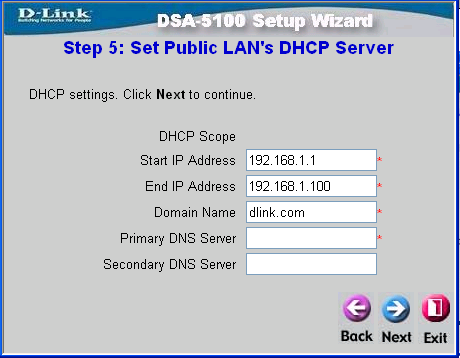 D-Link
Building Networks for People
DSA-5100 Setup Wizard
Step 5: Set Public LAN's DHCP Server
DHCP settings. Click Next to continue.
DHCP Scope
Start IP Address 192.168.1.1 *
End IP Address 192.168.1.100 *
Domain Name dlink.com *
Primary DNS Server *
Secondary DNS Server
Back Next Exit